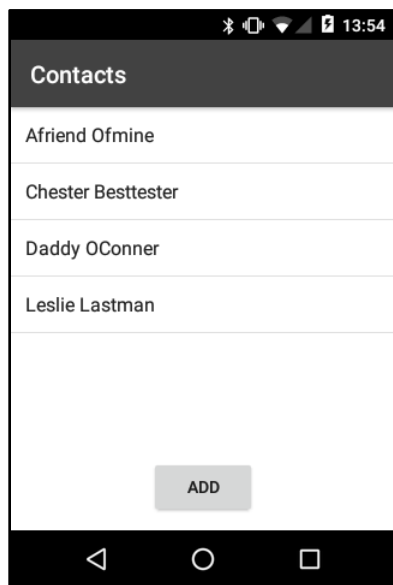 13:54
Contacts
Afriend Ofmine
Chester Besttester
Daddy OConner
Leslie Lastman
ADD